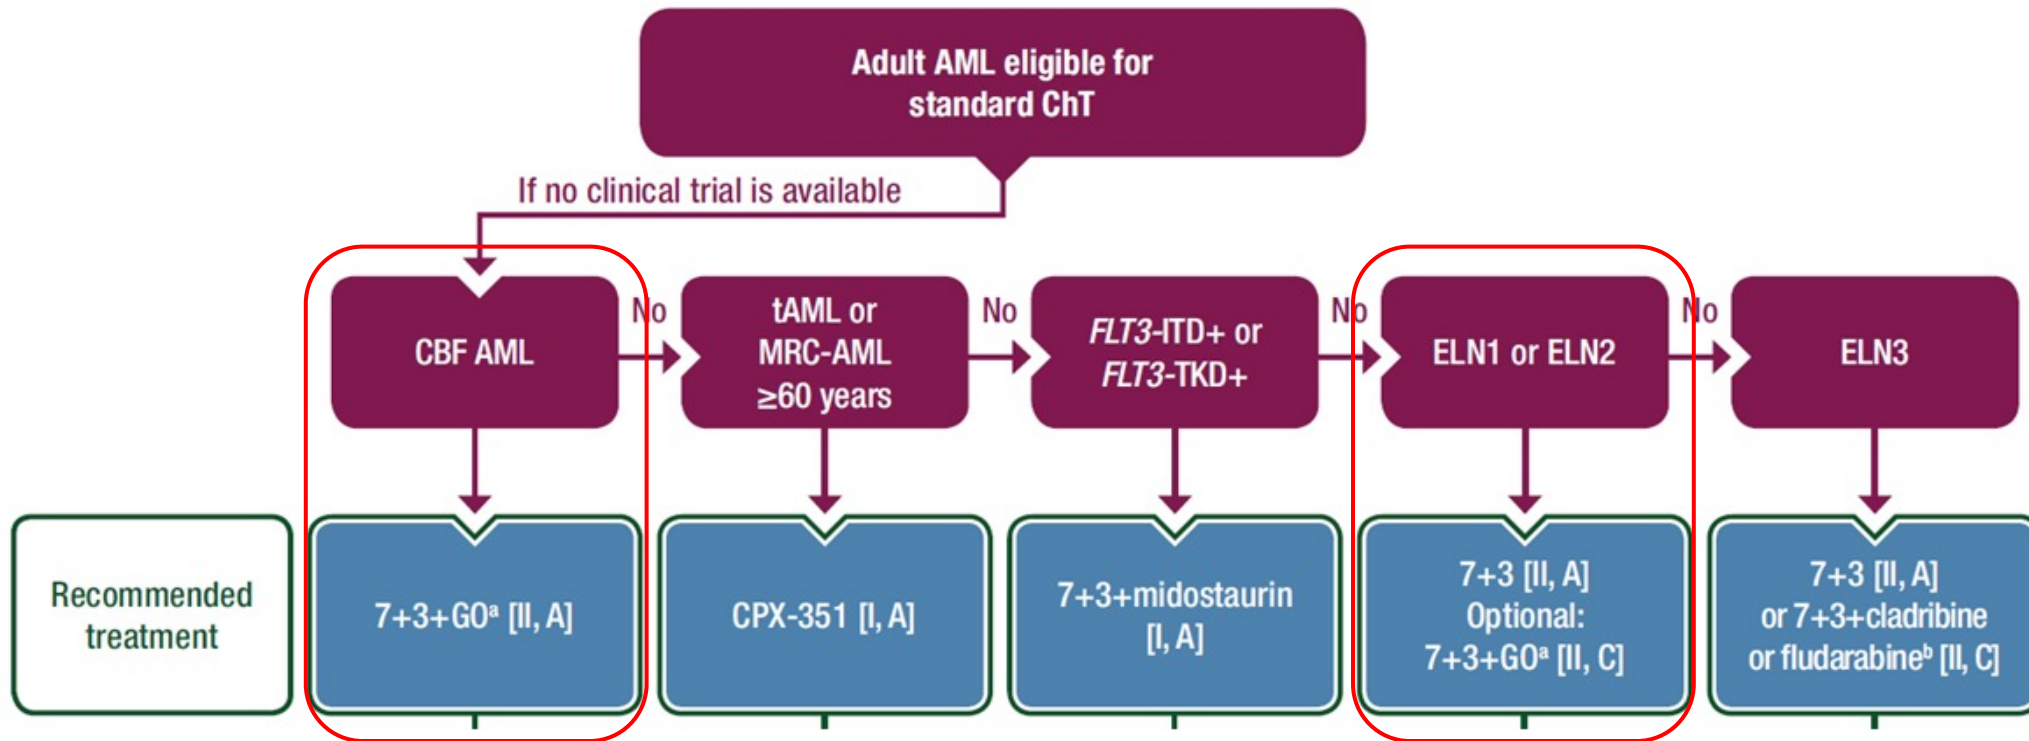 Adult AML eligible for
standard ChT
If no clinical trial is available
CBF AML
No
tAML or
MRC-AML
≥60 years
No
FLT3-ITD+ or
FLT3-TKD+
No
ELN1 or ELN2
No
ELN3
Recommended
treatment
7+3+GOᵃ [II, A]
CPX-351 [I, A]
7+3+midostaurin
[I, A]
7+3 [II, A]
Optional:
7+3+GOᵃ [II, C]
7+3 [II, A]
or 7+3+cladribine
or fludarabineᵇ [II, C]